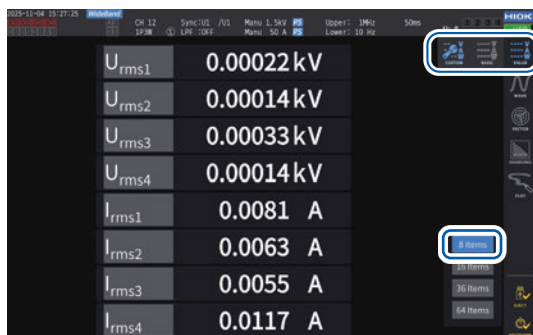 2025-11-04 15:27:25 WideBand CH 12 Sync:U1 /U1 Manu 1.5kV PS Upper: 1MHz 50ms HIOKI
1P3W ① LPF :OFF Manu 50 A PS Lower: 10 Hz
CUSTOM BASIC VALUE
Urms1 0.00022 kV
WAVE
Urms2 0.00014 kV
VECTOR
Urms3 0.00033 kV
Urms4 0.00014 kV
PLOT
Irms1 0.0081 A
Irms2 0.0063 A
8 Items
16 Items
Irms3 0.0055 A
36 Items
Irms4 0.0117 A
64 Items